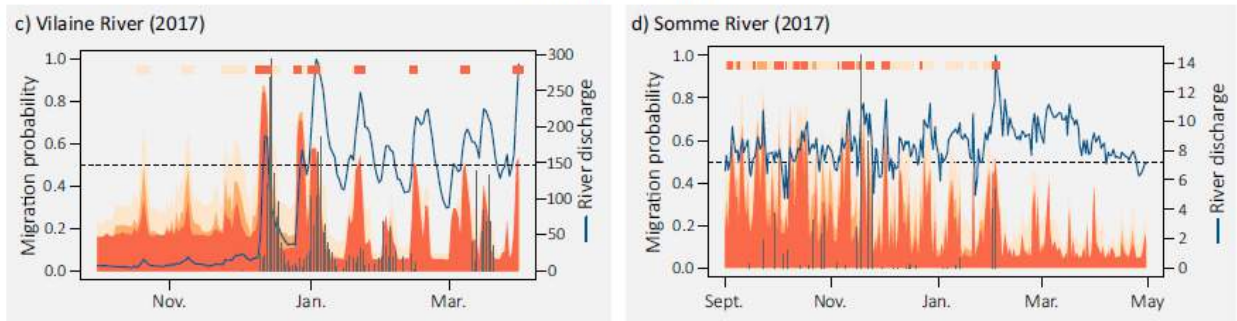 c) Vilaine River (2017)
Migration probability
1.0
0.8
0.6
0.4
0.2
0.0
Nov.
Jan.
Mar.
300
250
200
150
100
50
0
River discharge
d) Somme River (2017)
Migration probability
1.0
0.8
0.6
0.4
0.2
0.0
Sept.
Nov.
Jan.
Mar.
May
14
12
10
8
6
4
2
0
River discharge